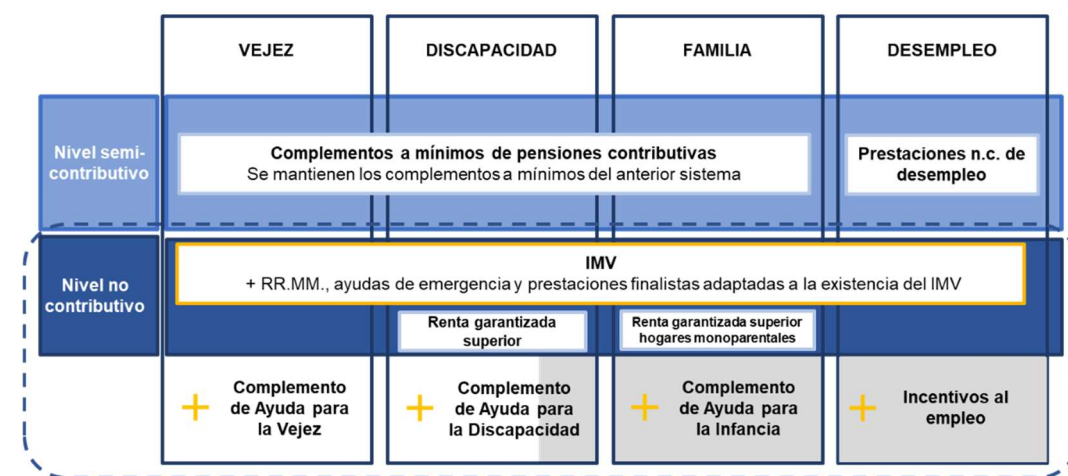 VEJEZ
DISCAPACIDAD
FAMILIA
DESEMPLEO
Nivel semi-
contributivo
Complementos a mínimos de pensiones contributivas
Se mantienen los complementos a mínimos del anterior sistema
Prestaciones n.c. de
desempleo
Nivel no
contributivo
IMV
+ RR.MM., ayudas de emergencia y prestaciones finalistas adaptadas a la existencia del IMV
Renta garantizada
superior
Renta garantizada superior
hogares monoparentales
+ Complemento
de Ayuda para
la Vejez
+ Complemento
de Ayuda para
la Discapacidad
+ Complemento
de Ayuda para
la Infancia
+ Incentivos al
empleo